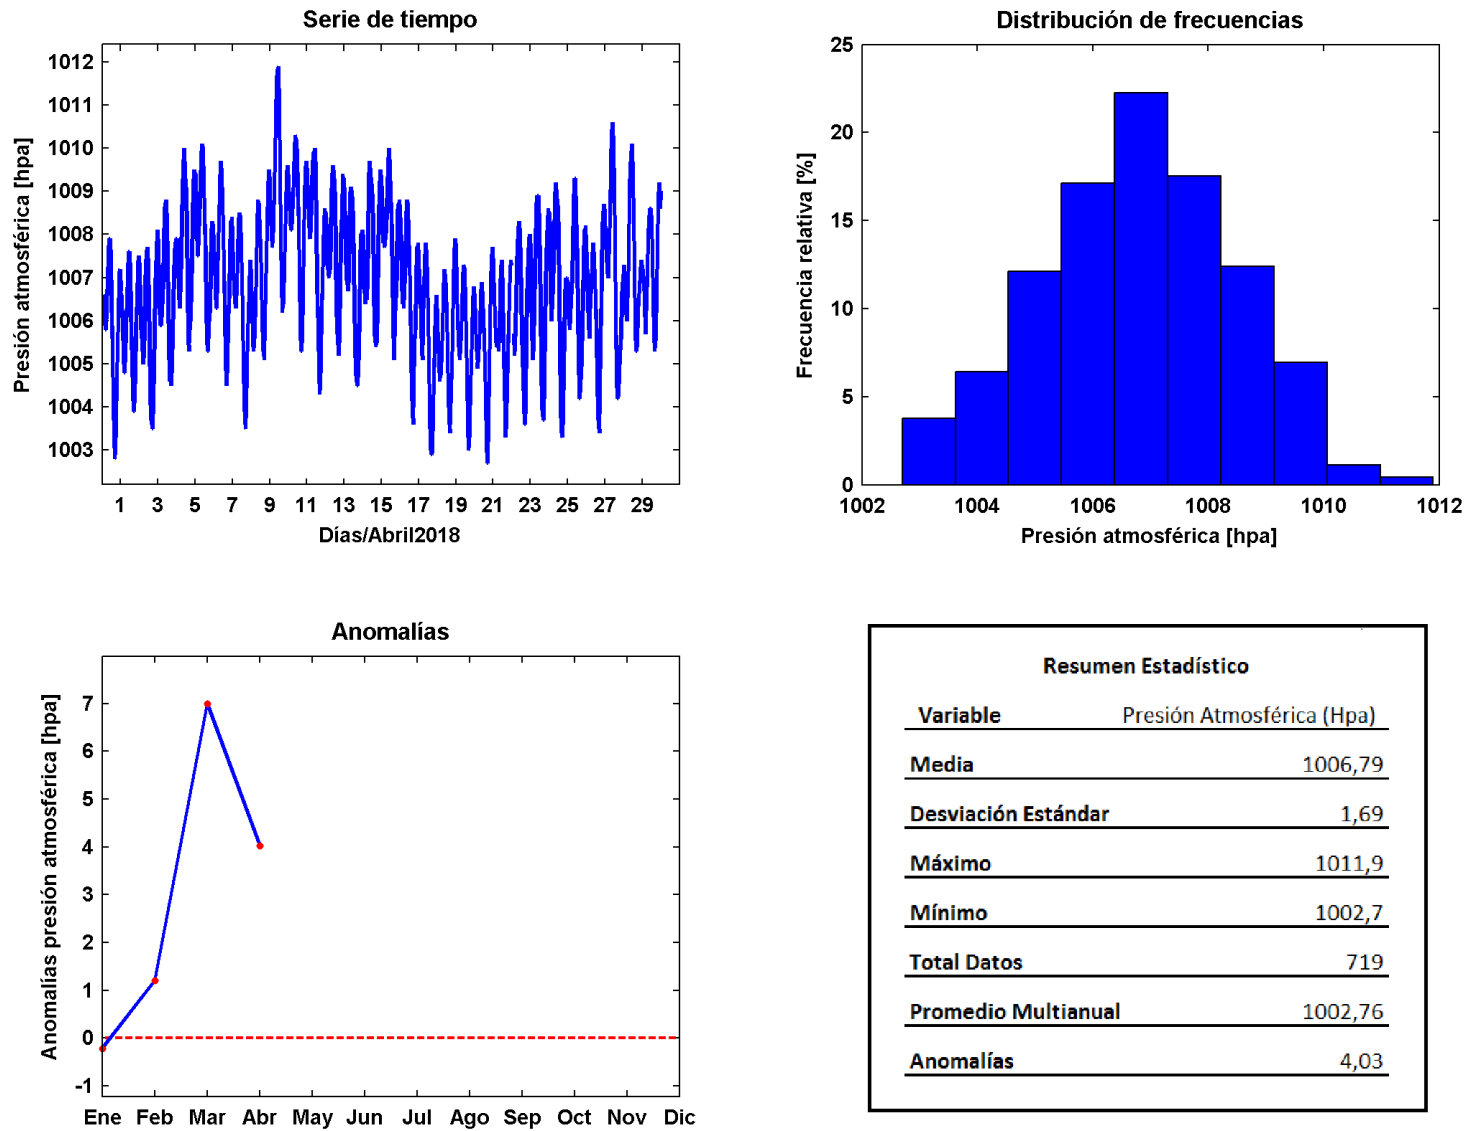 Serie de tiempo
1012
1011
1010
1009
1008
1007
1006
1005
1004
1003
Presión atmosférica [hpa]
1 3 5 7 9 11 13 15 17 19 21 23 25 27 29
Días/Abril2018
Distribución de frecuencias
25
20
15
10
5
0
Frecuencia relativa [%]
1002 1004 1006 1008 1010 1012
Presión atmosférica [hpa]
Anomalías
7
6
5
4
3
2
1
0
-1
Anomalías presión atmosférica [hpa]
Ene Feb Mar Abr May Jun Jul Ago Sep Oct Nov Dic
Resumen Estadístico
Variable Presión Atmosférica (Hpa)
Media 1006,79
Desviación Estándar 1,69
Máximo 1011,9
Mínimo 1002,7
Total Datos 719
Promedio Multianual 1002,76
Anomalías 4,03